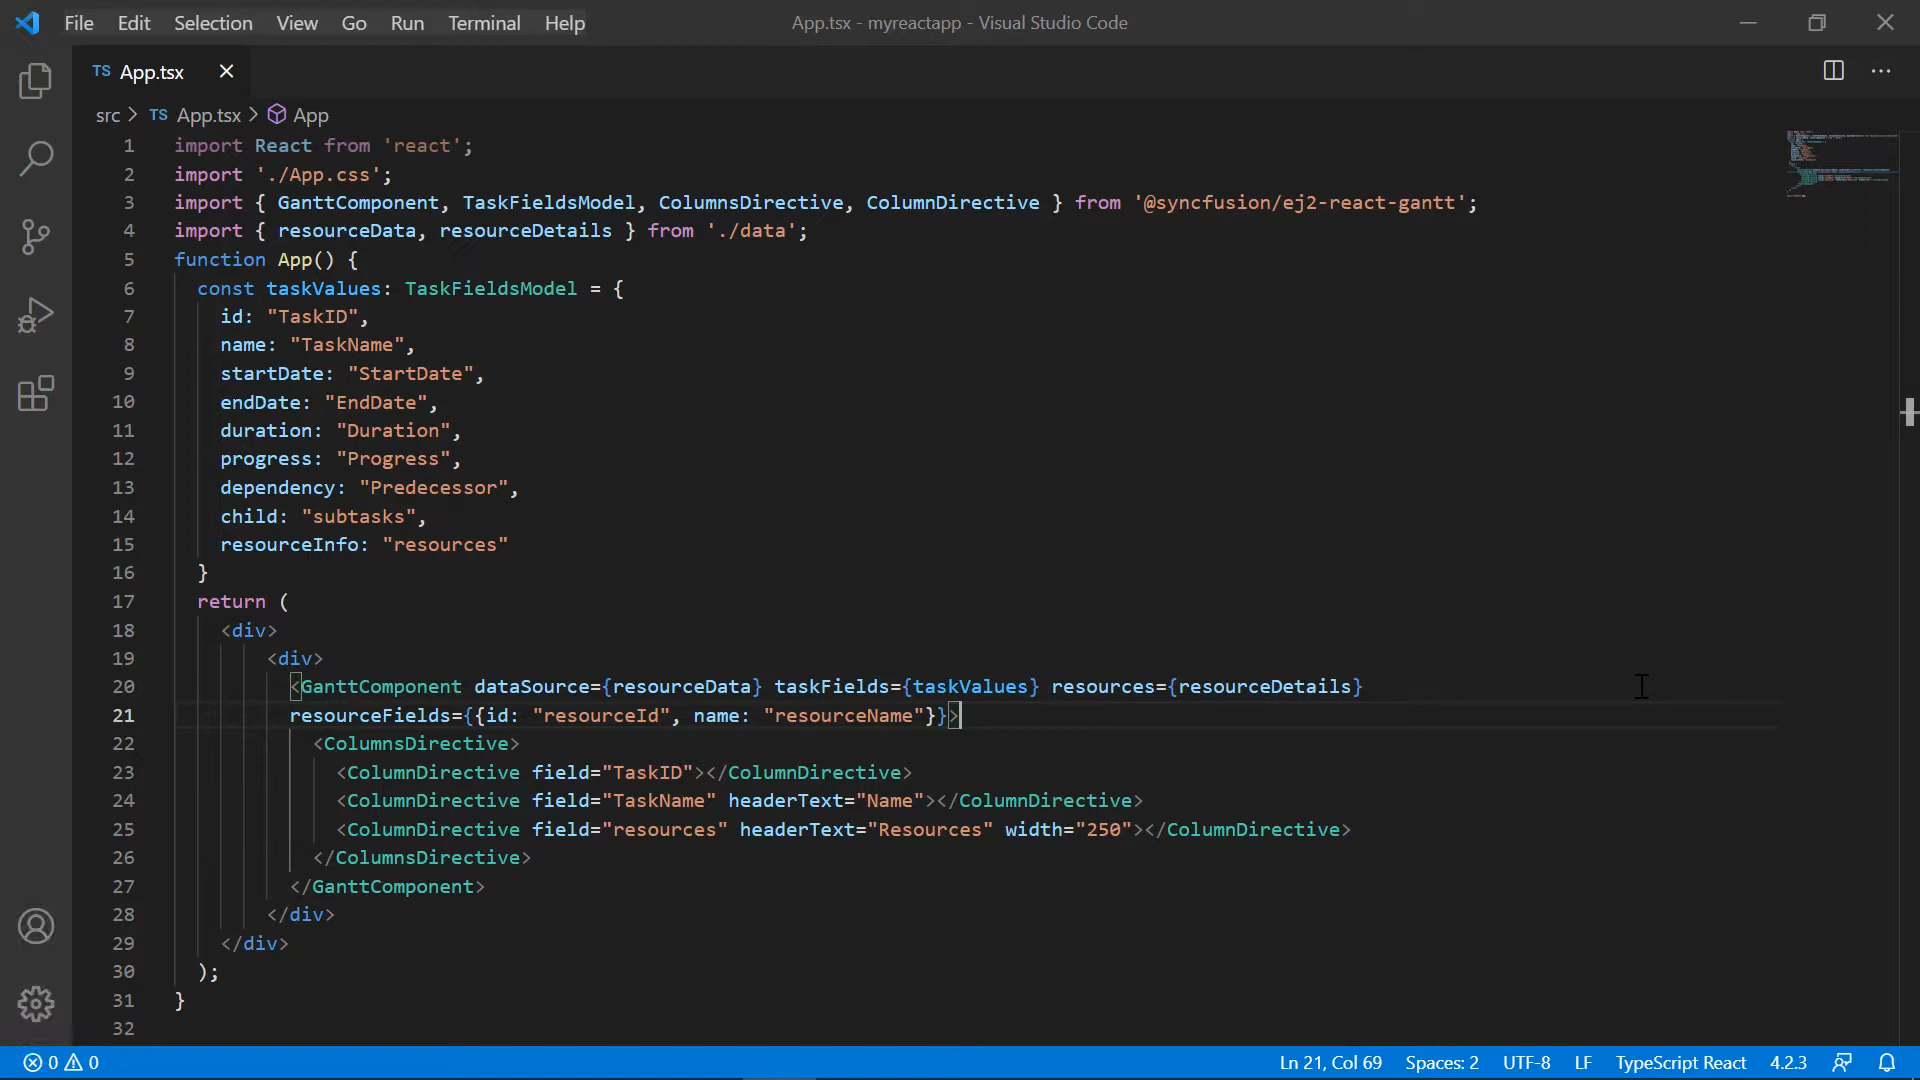 File Edit Selection View Go Run Terminal Help App.tsx - myreactapp - Visual Studio Code
TS App.tsx
src > TS App.tsx > App
1 import React from 'react';
2 import './App.css';
3 import { GanttComponent, TaskFieldsModel, ColumnsDirective, ColumnDirective } from '@syncfusion/ej2-react-gantt';
4 import { resourceData, resourceDetails } from './data';
5 function App() {
6 const taskValues: TaskFieldsModel = {
7 id: "TaskID",
8 name: "TaskName",
9 startDate: "StartDate",
10 endDate: "EndDate",
11 duration: "Duration",
12 progress: "Progress",
13 dependency: "Predecessor",
14 child: "subtasks",
15 resourceInfo: "resources"
16 }
17 return (
18 <div>
19 <div>
20 <GanttComponent dataSource={resourceData} taskFields={taskValues} resources={resourceDetails}
21 resourceFields={{id: "resourceId", name: "resourceName"}}>
22 <ColumnsDirective>
23 <ColumnDirective field="TaskID"></ColumnDirective>
24 <ColumnDirective field="TaskName" headerText="Name"></ColumnDirective>
25 <ColumnDirective field="resources" headerText="Resources" width="250"></ColumnDirective>
26 </ColumnsDirective>
27 </GanttComponent>
28 </div>
29 </div>
30 );
31 }
32
0 0 Ln 21, Col 69 Spaces: 2 UTF-8 LF TypeScript React 4.2.3